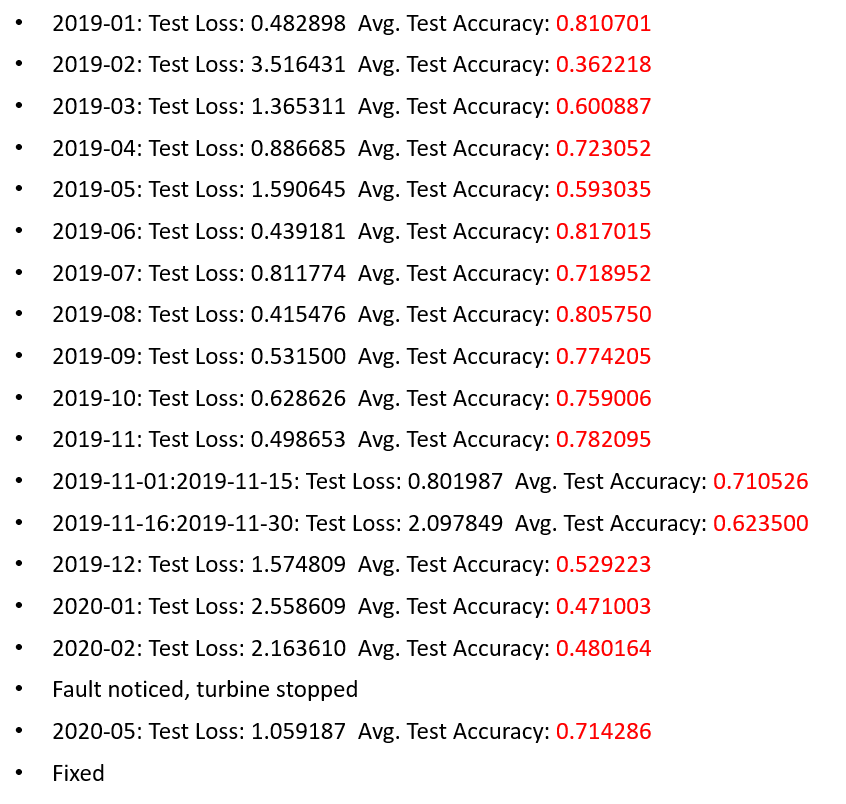 • 2019-01: Test Loss: 0.482898 Avg. Test Accuracy: 0.810701
• 2019-02: Test Loss: 3.516431 Avg. Test Accuracy: 0.362218
• 2019-03: Test Loss: 1.365311 Avg. Test Accuracy: 0.600887
• 2019-04: Test Loss: 0.886685 Avg. Test Accuracy: 0.723052
• 2019-05: Test Loss: 1.590645 Avg. Test Accuracy: 0.593035
• 2019-06: Test Loss: 0.439181 Avg. Test Accuracy: 0.817015
• 2019-07: Test Loss: 0.811774 Avg. Test Accuracy: 0.718952
• 2019-08: Test Loss: 0.415476 Avg. Test Accuracy: 0.805750
• 2019-09: Test Loss: 0.531500 Avg. Test Accuracy: 0.774205
• 2019-10: Test Loss: 0.628626 Avg. Test Accuracy: 0.759006
• 2019-11: Test Loss: 0.498653 Avg. Test Accuracy: 0.782095
• 2019-11-01:2019-11-15: Test Loss: 0.801987 Avg. Test Accuracy: 0.710526
• 2019-11-16:2019-11-30: Test Loss: 2.097849 Avg. Test Accuracy: 0.623500
• 2019-12: Test Loss: 1.574809 Avg. Test Accuracy: 0.529223
• 2020-01: Test Loss: 2.558609 Avg. Test Accuracy: 0.471003
• 2020-02: Test Loss: 2.163610 Avg. Test Accuracy: 0.480164
• Fault noticed, turbine stopped
• 2020-05: Test Loss: 1.059187 Avg. Test Accuracy: 0.714286
• Fixed